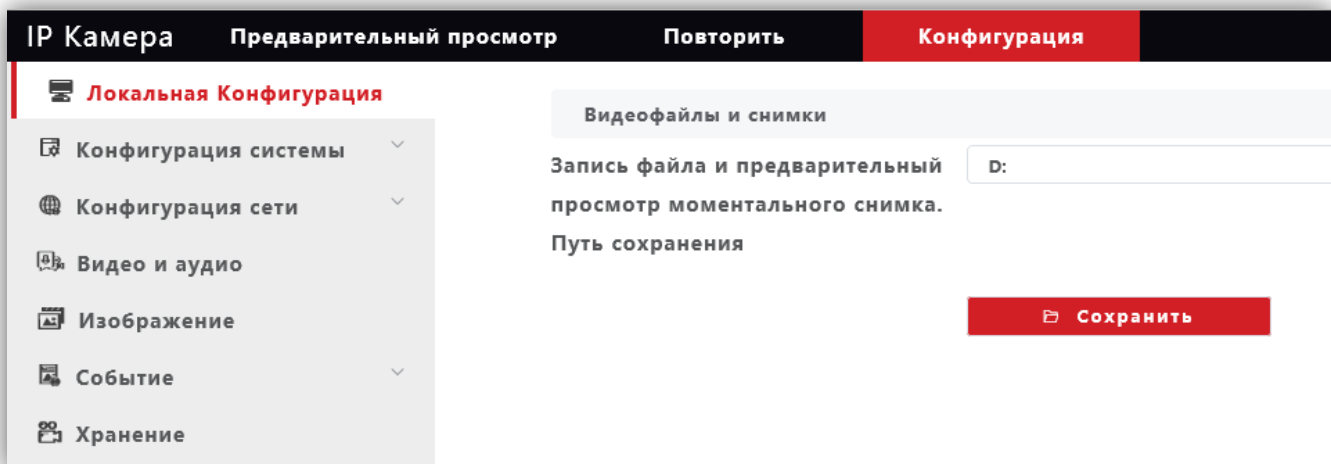 IP Камера Предварительный просмотр Повторить Конфигурация
Локальная Конфигурация
Конфигурация системы
Конфигурация сети
Видео и аудио
Изображение
Событие
Хранение
Видеофайлы и снимки
Запись файла и предварительный
просмотр моментального снимка.
Путь сохранения
D:
Сохранить